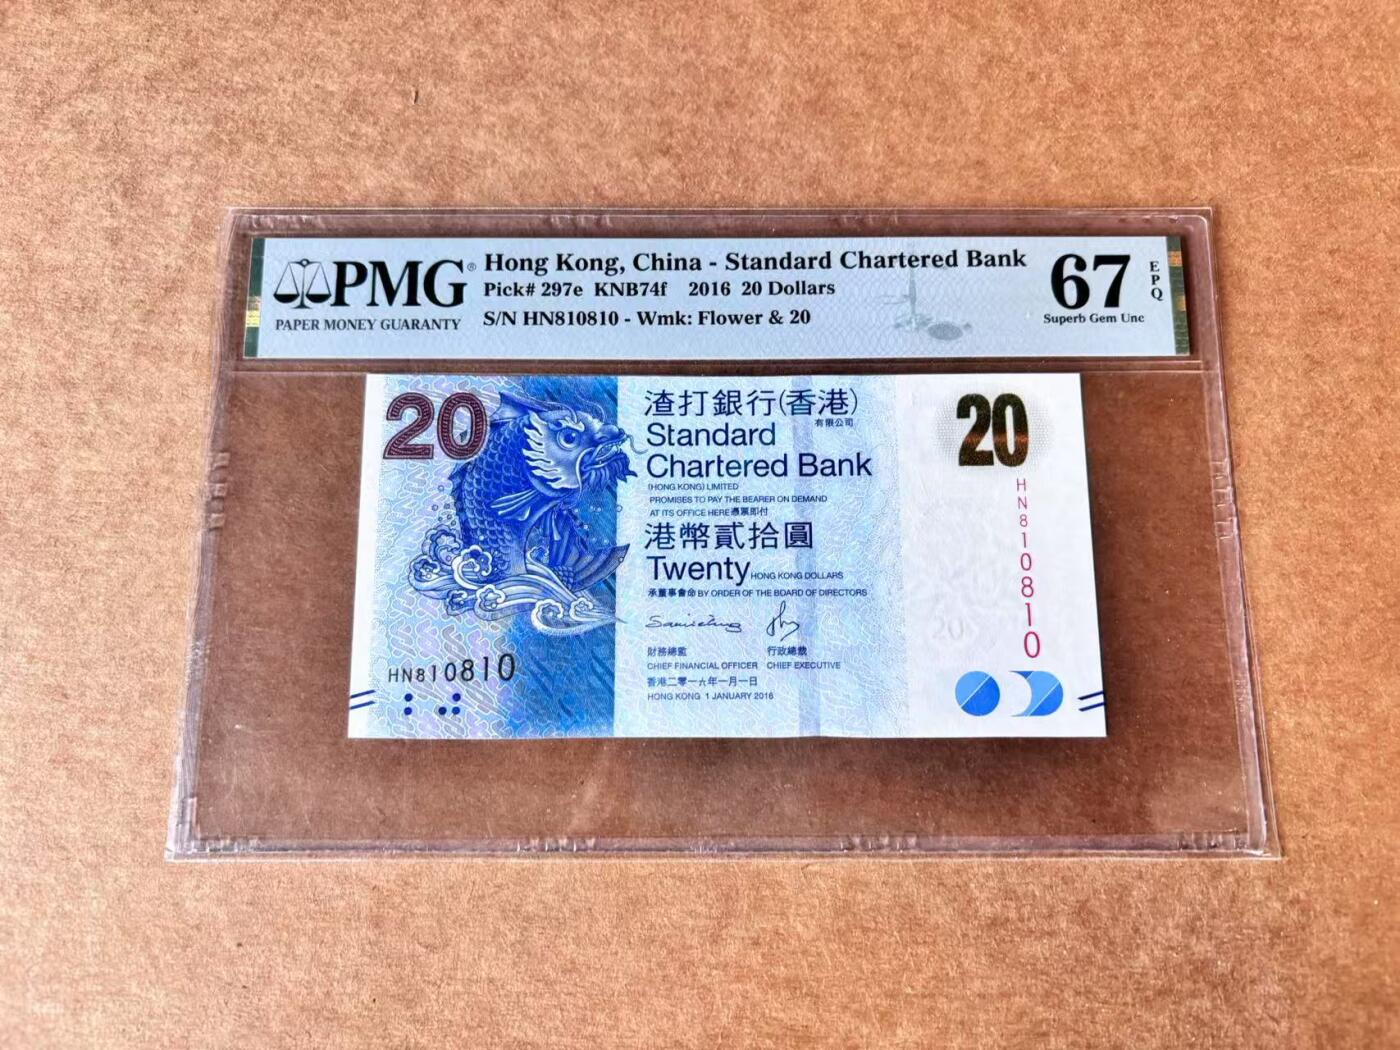 PMG®
PAPER MONEY GUARANTY
Hong Kong, China - Standard Chartered Bank
Pick# 297e KNB74f 2016 20 Dollars
S/N HN810810 - Wmk: Flower & 20
67
EPQ
Superb Gem Unc
20
渣打銀行(香港)
有限公司
Standard
Chartered Bank
(HONG KONG) LIMITED
PROMISES TO PAY THE BEARER ON DEMAND
AT ITS OFFICE HERE 憑票即付
港幣貳拾圓
Twenty HONG KONG DOLLARS
承董事會命 BY ORDER OF THE BOARD OF DIRECTORS
財務總監 行政總裁
CHIEF FINANCIAL OFFICER CHIEF EXECUTIVE
香港二零一六年一月一日
HONG KONG 1 JANUARY 2016
HN810810
20
HN810810
20